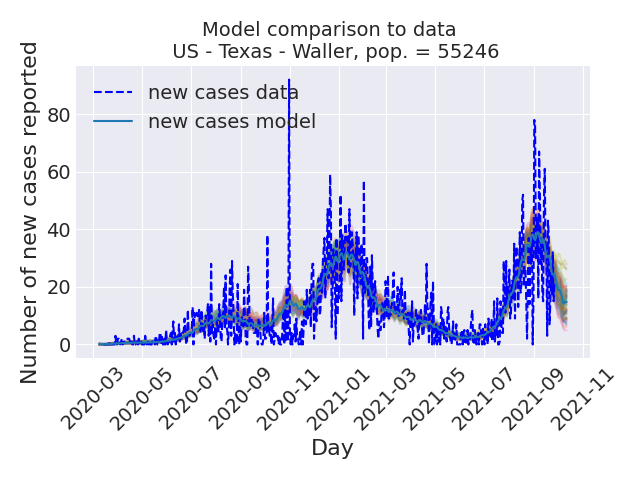 Model comparison to data
US - Texas - Waller, pop. = 55246
Number of new cases reported
80
60
40
20
0
new cases data
new cases model
2020-03
2020-05
2020-07
2020-09
2020-11
2021-01
2021-03
2021-05
2021-07
2021-09
2021-11
Day